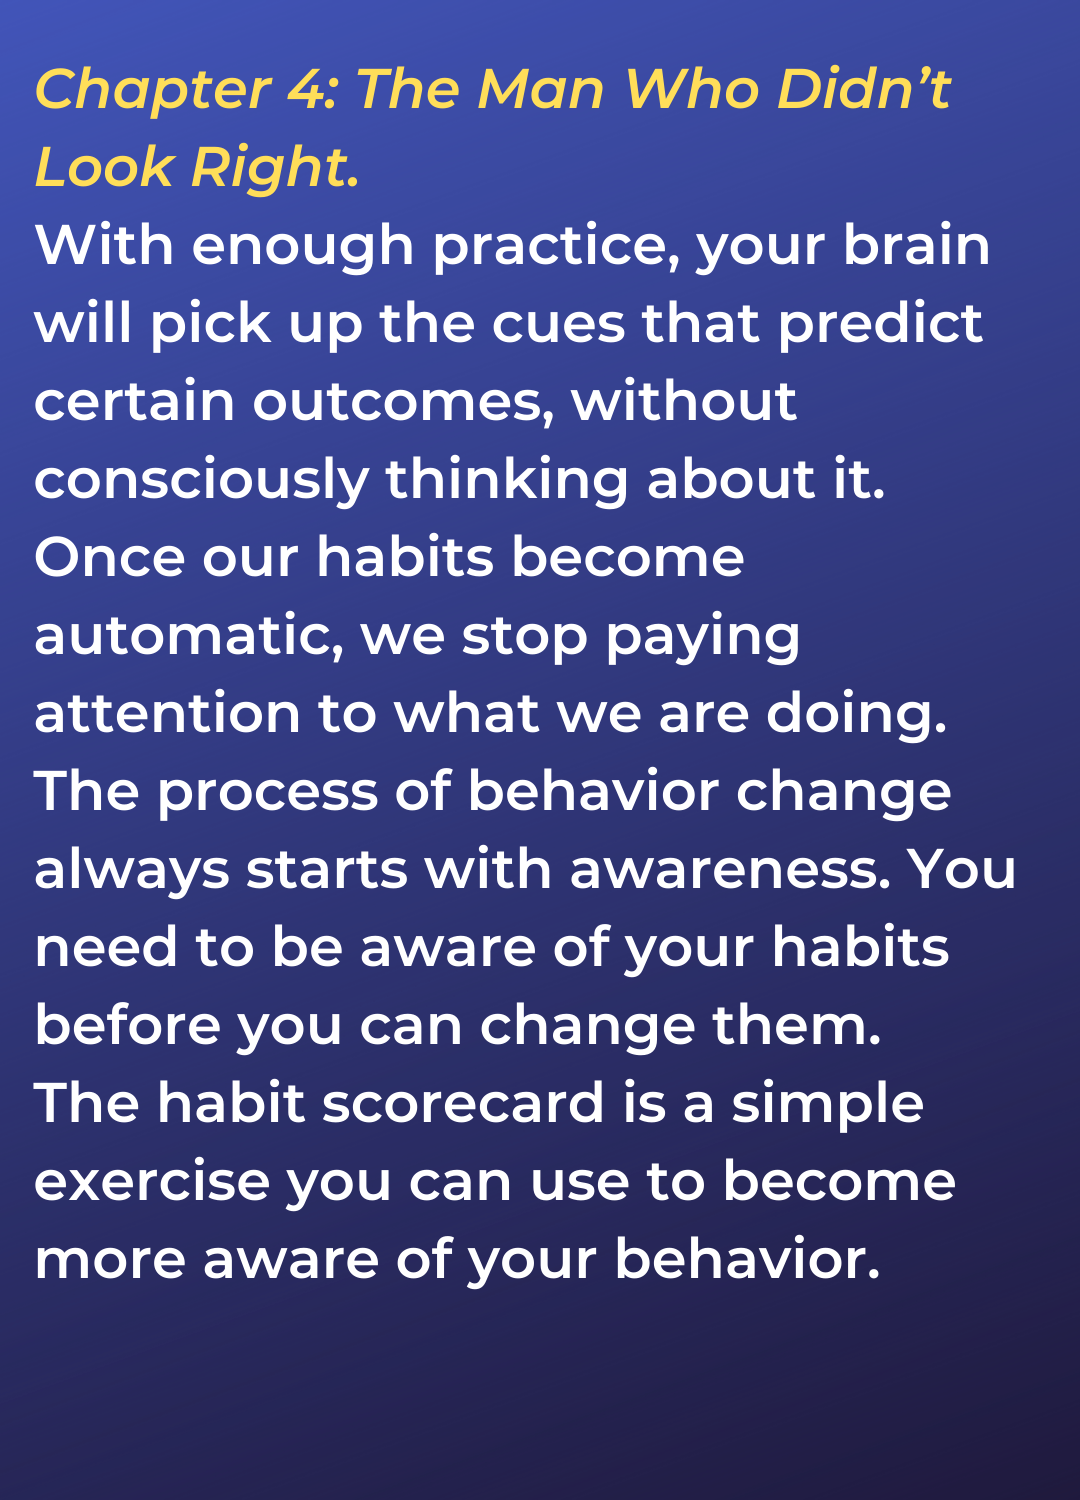 Chapter 4: The Man Who Didn’t
Look Right.
With enough practice, your brain
will pick up the cues that predict
certain outcomes, without
consciously thinking about it.
Once our habits become
automatic, we stop paying
attention to what we are doing.
The process of behavior change
always starts with awareness. You
need to be aware of your habits
before you can change them.
The habit scorecard is a simple
exercise you can use to become
more aware of your behavior.